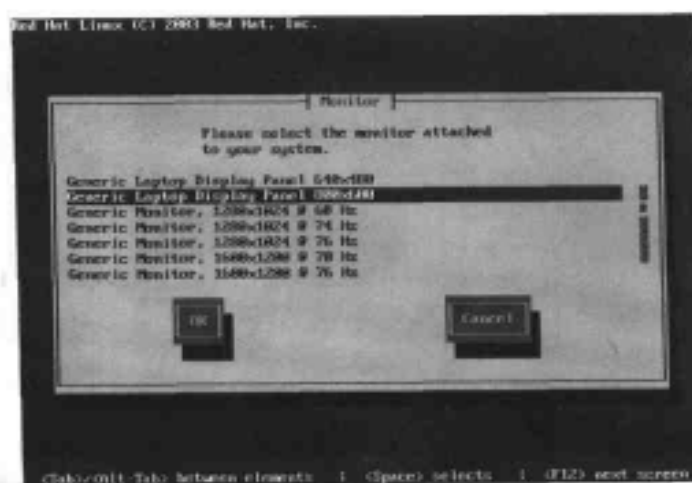 Red Hat Linux (C) 2003 Red Hat, Inc.
Monitor
Please select the monitor attached
to your system.
Generic Laptop Display Panel 640x480
Generic Laptop Display Panel 800x600
Generic Monitor, 1280x1024 @ 60 Hz
Generic Monitor, 1280x1024 @ 74 Hz
Generic Monitor, 1280x1024 @ 76 Hz
Generic Monitor, 1600x1200 @ 70 Hz
Generic Monitor, 1600x1200 @ 76 Hz
OK
Cancel
<Tab>/<Alt-Tab> between elements | <Space> selects | <F12> next screen